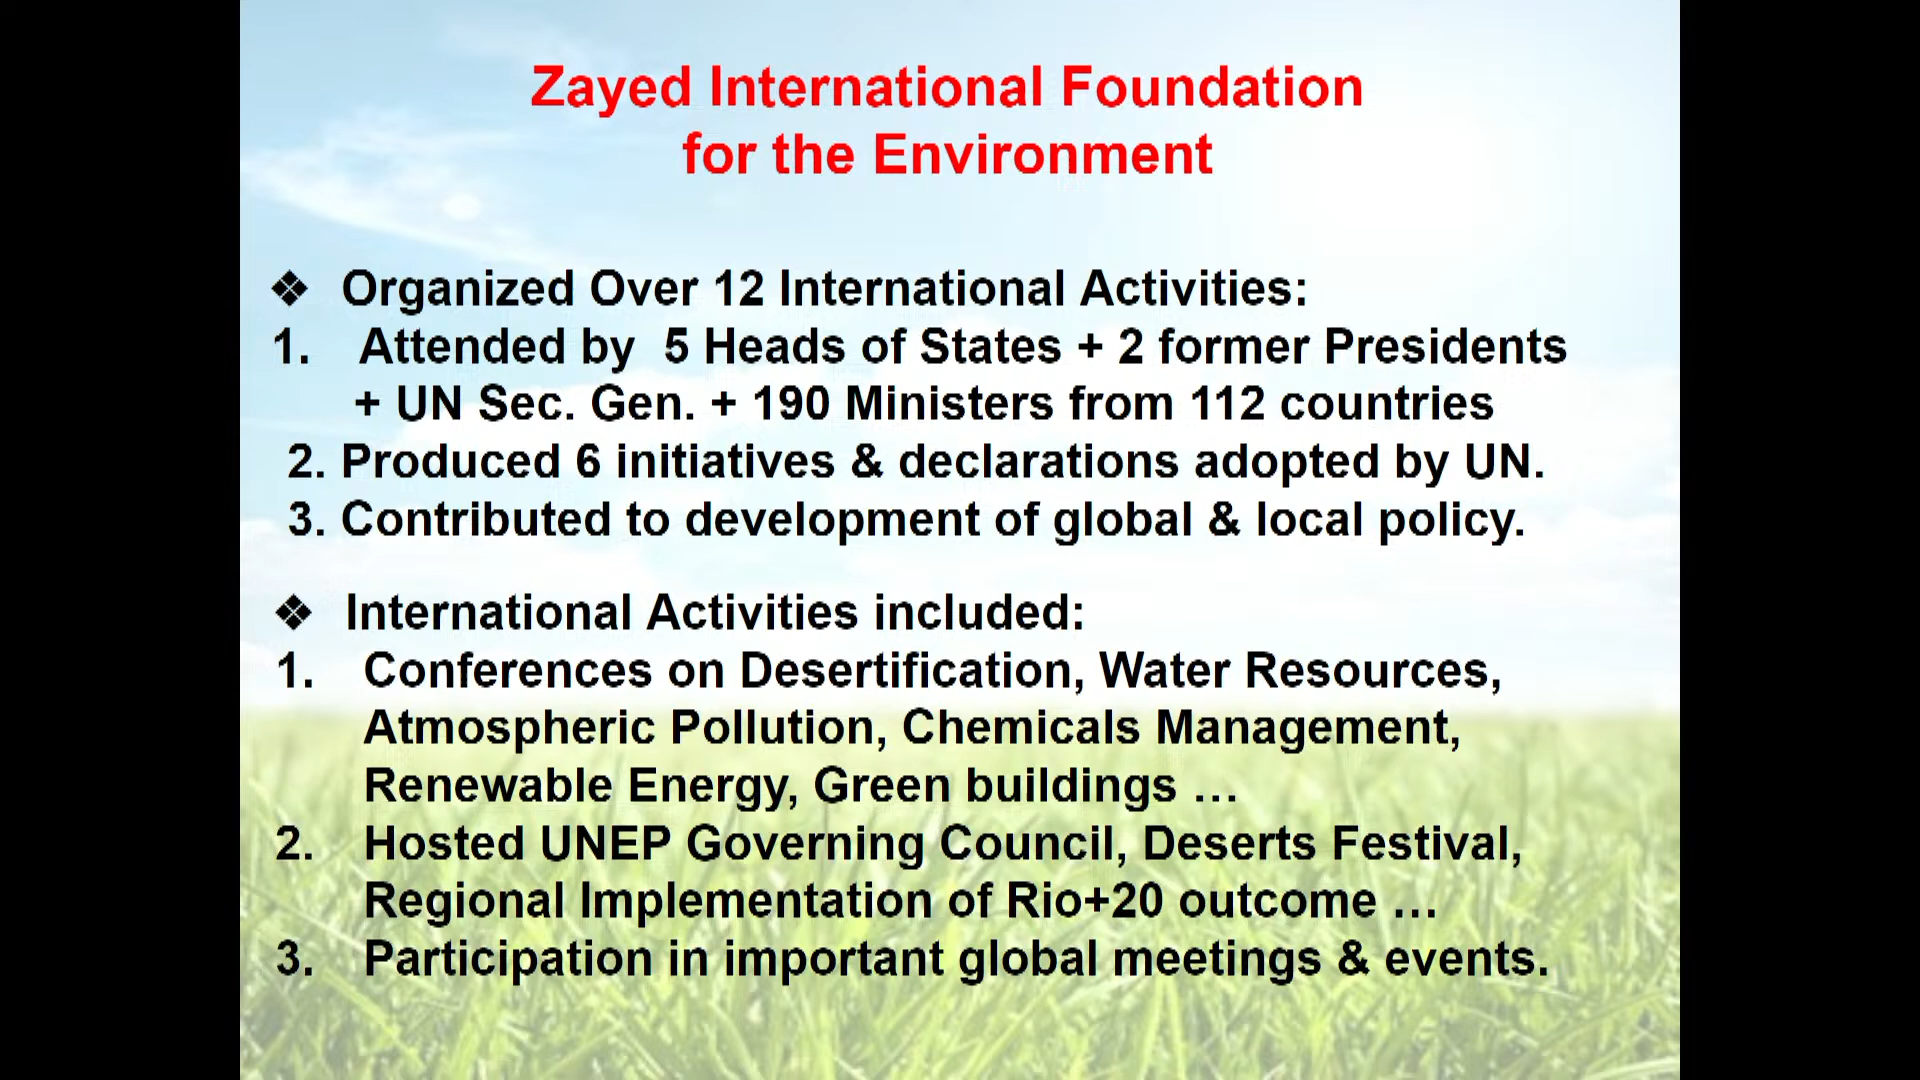 Zayed International Foundation
for the Environment
❖ Organized Over 12 International Activities:
1. Attended by 5 Heads of States + 2 former Presidents
+ UN Sec. Gen. + 190 Ministers from 112 countries
2. Produced 6 initiatives & declarations adopted by UN.
3. Contributed to development of global & local policy.
❖ International Activities included:
1. Conferences on Desertification, Water Resources,
Atmospheric Pollution, Chemicals Management,
Renewable Energy, Green buildings …
2. Hosted UNEP Governing Council, Deserts Festival,
Regional Implementation of Rio+20 outcome …
3. Participation in important global meetings & events.